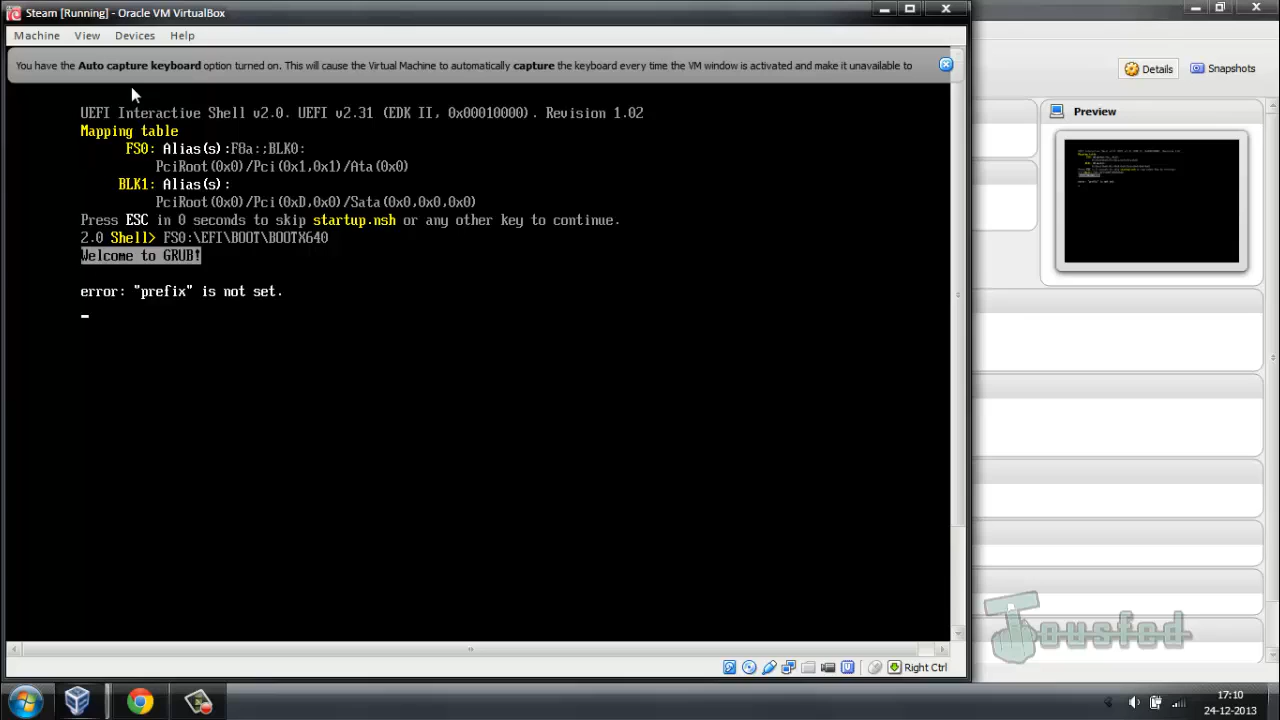 Steam [Running] - Oracle VM VirtualBox
Machine View Devices Help
You have the Auto capture keyboard option turned on. This will cause the Virtual Machine to automatically capture the keyboard every time the VM window is activated and make it unavailable to
Details Snapshots
Preview
UEFI Interactive Shell v2.0. UEFI v2.31 (EDK II, 0x00010000). Revision 1.02
Mapping table
FS0: Alias(s):F8a:;BLK0:
PciRoot(0x0)/Pci(0x1,0x1)/Ata(0x0)
BLK1: Alias(s):
PciRoot(0x0)/Pci(0xD,0x0)/Sata(0x0,0x0,0x0)
Press ESC in 0 seconds to skip startup.nsh or any other key to continue.
2.0 Shell> FS0:\EFI\BOOT\BOOTX640
Welcome to GRUB!
error: "prefix" is not set.
Tousfed
Right Ctrl
17:10
24-12-2013